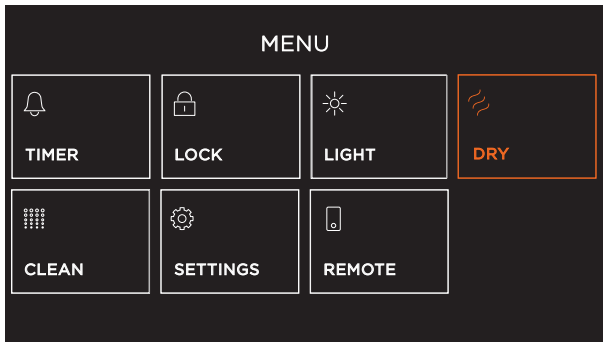 MENU
TIMER
LOCK
LIGHT
DRY
CLEAN
SETTINGS
REMOTE